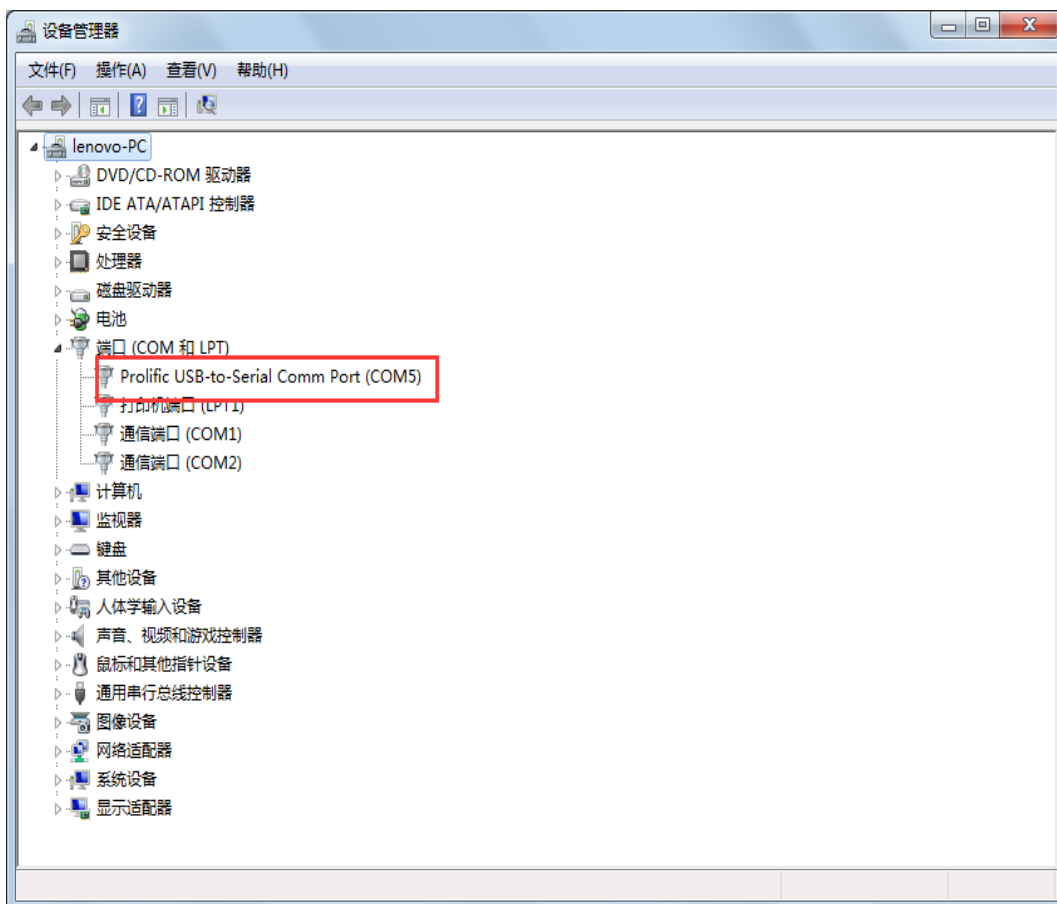 设备管理器
文件(F) 操作(A) 查看(V) 帮助(H)
lenovo-PC
DVD/CD-ROM 驱动器
IDE ATA/ATAPI 控制器
安全设备
处理器
磁盘驱动器
电池
端口 (COM 和 LPT)
Prolific USB-to-Serial Comm Port (COM5)
打印机端口 (LPT1)
通信端口 (COM1)
通信端口 (COM2)
计算机
监视器
键盘
其他设备
人体学输入设备
声音、视频和游戏控制器
鼠标和其他指针设备
通用串行总线控制器
图像设备
网络适配器
系统设备
显示适配器